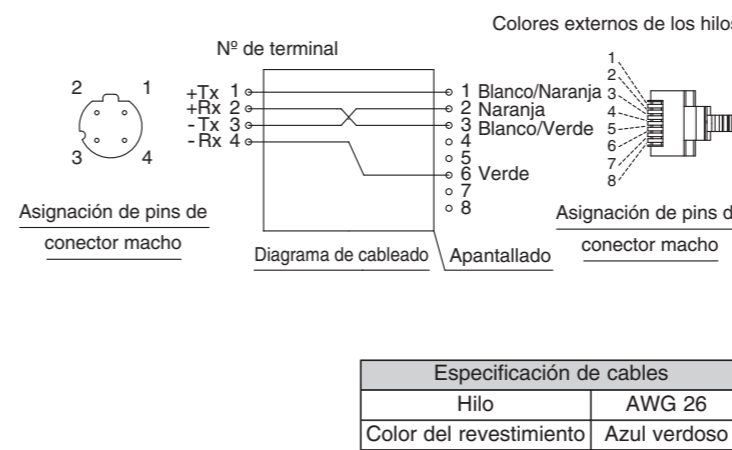 Colores externos de los hilos
Nº de terminal
2 1
3 4
+Tx 1
+Rx 2
-Tx 3
-Rx 4
1 Blanco/Naranja
2 Naranja
3 Blanco/Verde
4
5
6 Verde
7
8
1
2
3
4
5
6
7
8
Asignación de pins de
conector macho
Diagrama de cableado
Apantallado
Asignación de pins d
conector macho
Especificación de cables
Hilo AWG 26
Color del revestimiento Azul verdoso